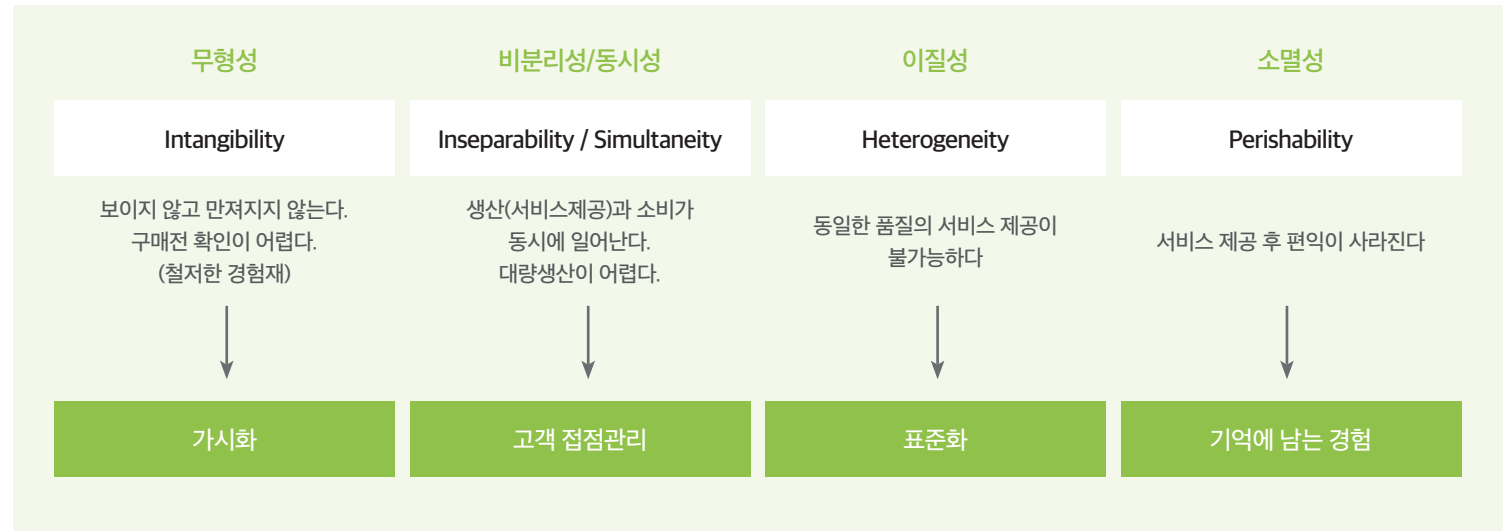 무형성
비분리성/동시성
이질성
소멸성
Intangibility
Inseparability / Simultaneity
Heterogeneity
Perishability
보이지 않고 만져지지 않는다.
구매전 확인이 어렵다.
(철저한 경험재)
생산(서비스제공)과 소비가
동시에 일어난다.
대량생산이 어렵다.
동일한 품질의 서비스 제공이
불가능하다
서비스 제공 후 편익이 사라진다
가시화
고객 접점관리
표준화
기억에 남는 경험